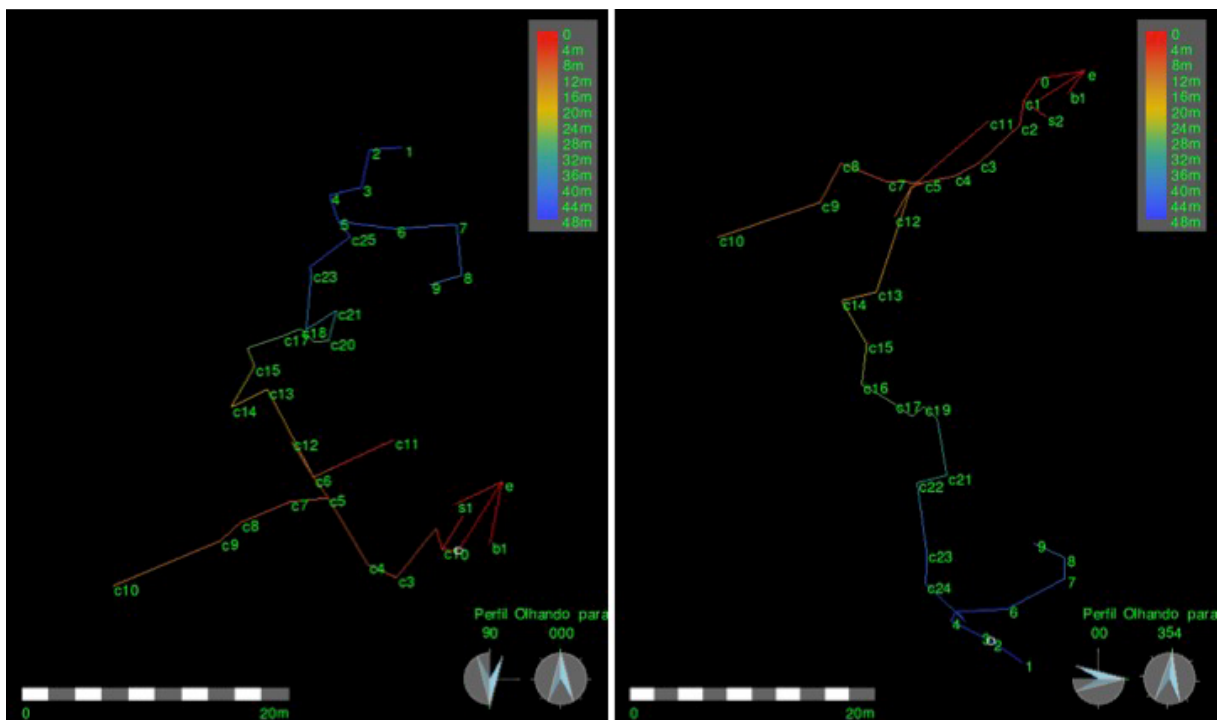 0
4m
8m
12m
16m
20m
24m
28m
32m
36m
40m
44m
48m
2 1
3
4
5 6 7
c25
c23 9 8
c21
c18
c17 c20
c15
c13
c14
c12 c11
c6
c7 c5 e
c8 s1
c9 c10 b1
c4
c3
c10
Perfil Olhando para
90 000
0 20m
0
4m
8m
12m
16m
20m
24m
28m
32m
36m
40m
44m
48m
e
0
c1 b1
c11 s2
c2
c8 c3
c7 c5 c4
c9
c12
c10
c13
c14
c15
c16
c17 c19
c22 c21
9
c23 8
7
c24
6
4
3 2
1
Perfil Olhando para
00 354
0 20m